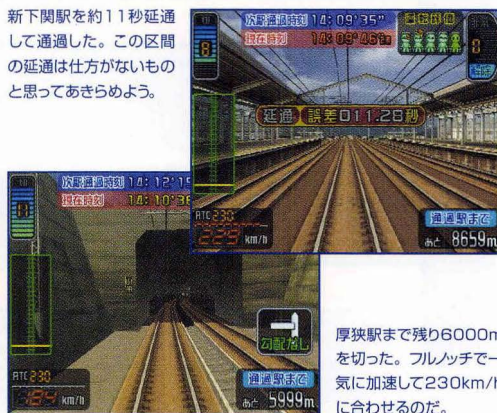 新下関駅を約11秒延通
して通過した。この区間
の延通は仕方がないもの
と思ってあきらめよう。
次駅通過時刻 14:09'35"
現在時刻 14:09'46
延通 誤差011.28秒
ATC 230
km/h
通過駅まで
あと 8659m
次駅通過時刻 14:12'15
現在時刻 14:10'36
勾配なし
ATC 230
184 km/h
通過駅まで
あと 5999m
厚狭駅まで残り6000m
を切った。フルノッチで一
気に加速して230km/h
に合わせるのだ。